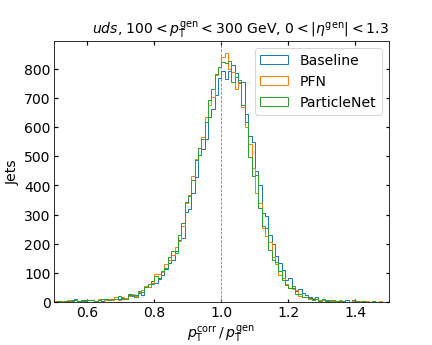 uds, 100 < p_T^gen < 300 GeV, 0 < |η^gen| < 1.3
Baseline
PFN
ParticleNet
Jets
800
700
600
500
400
300
200
100
0
0.6 0.8 1.0 1.2 1.4
p_T^corr / p_T^gen